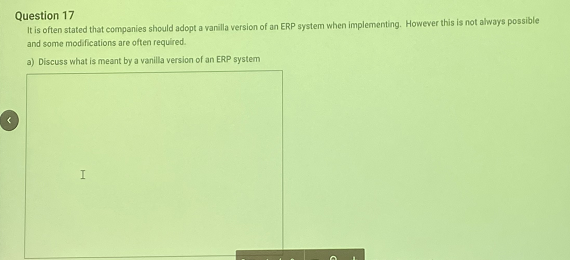 Question 17
It is often stated that companies should adopt a vanilla version of an ERP system when implementing. However this is not always possible
and some modifications are often required.
a) Discuss what is meant by a vanilla version of an ERP system